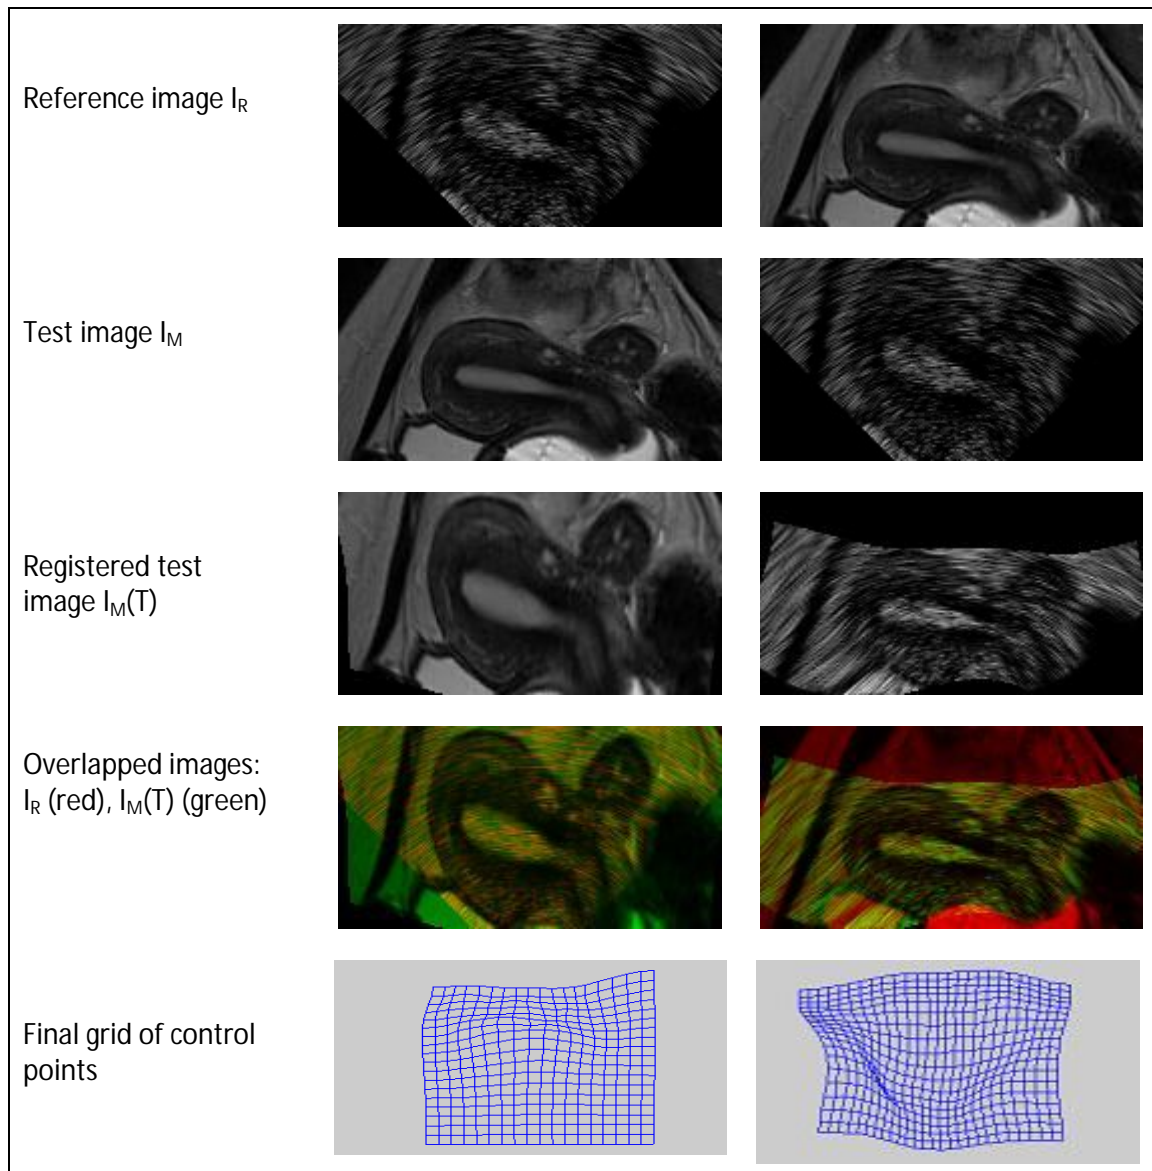 Reference image I_R
Test image I_M
Registered test
image I_M(T)
Overlapped images:
I_R (red), I_M(T) (green)
Final grid of control
points